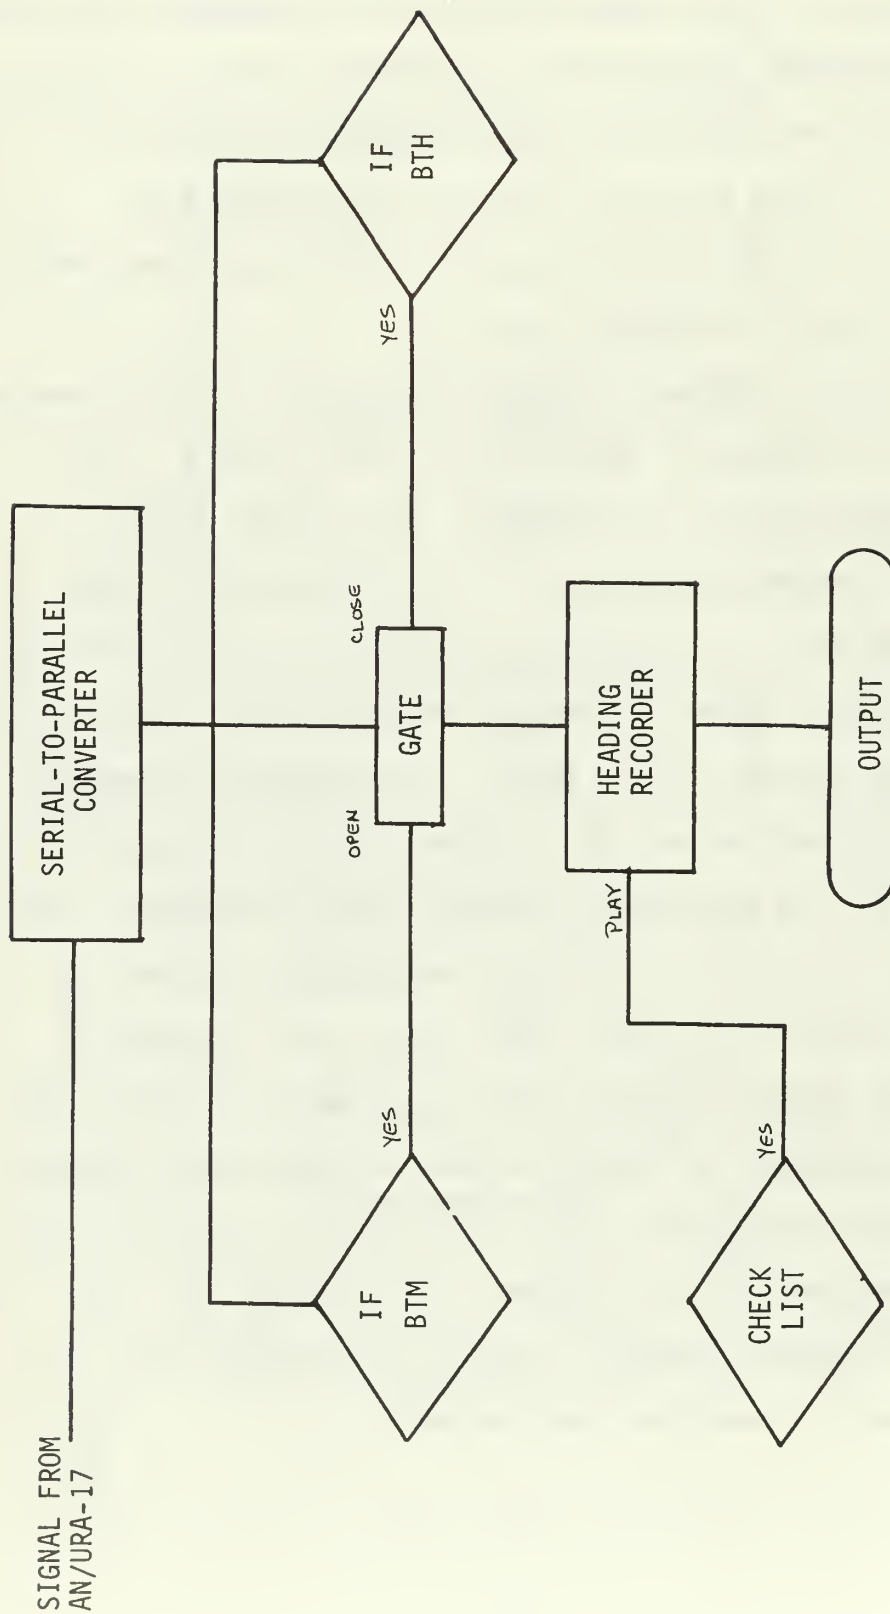 SIGNAL FROM
AN/URA-17
SERIAL-TO-PARALLEL
CONVERTER
IF
BTM
YES
OPEN
GATE
CLOSE
YES
IF
BTH
CHECK
LIST
YES
PLAY
HEADING
RECORDER
OUTPUT